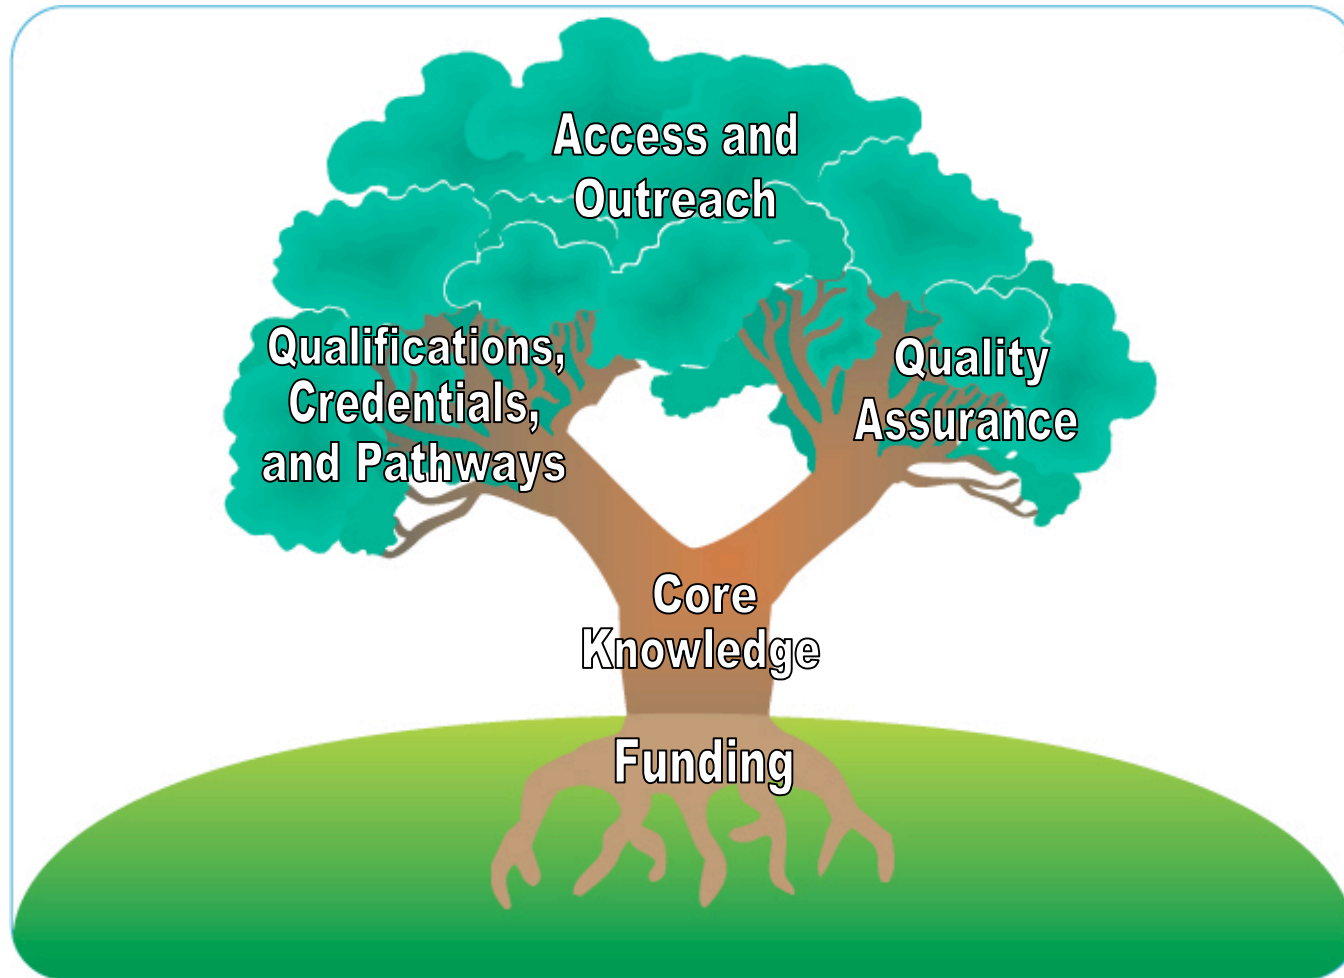 Access and
Outreach
Qualifications,
Credentials,
and Pathways
Quality
Assurance
Core
Knowledge
Funding